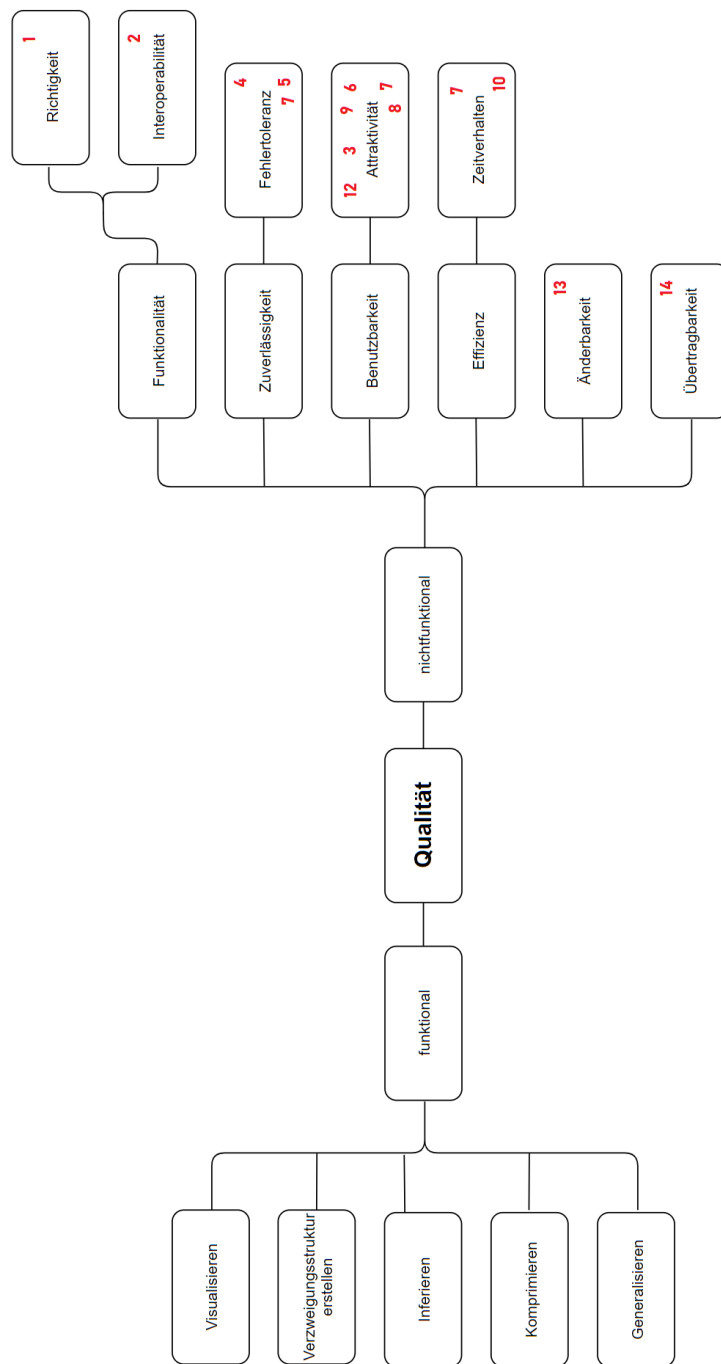 Visualisieren
Verzweigungsstruktur
erstellen
Inferieren
Komprimieren
Generalisieren
funktional
Qualität
nichtfunktional
Funktionalität
Zuverlässigkeit
Benutzbarkeit
Effizienz
13
Änderbarkeit
14
Übertragbarkeit
1
Richtigkeit
2
Interoperabilität
4
Fehlertoleranz
7 5
12 3 9 6
Attraktivität
8 7
7
Zeitverhalten
10